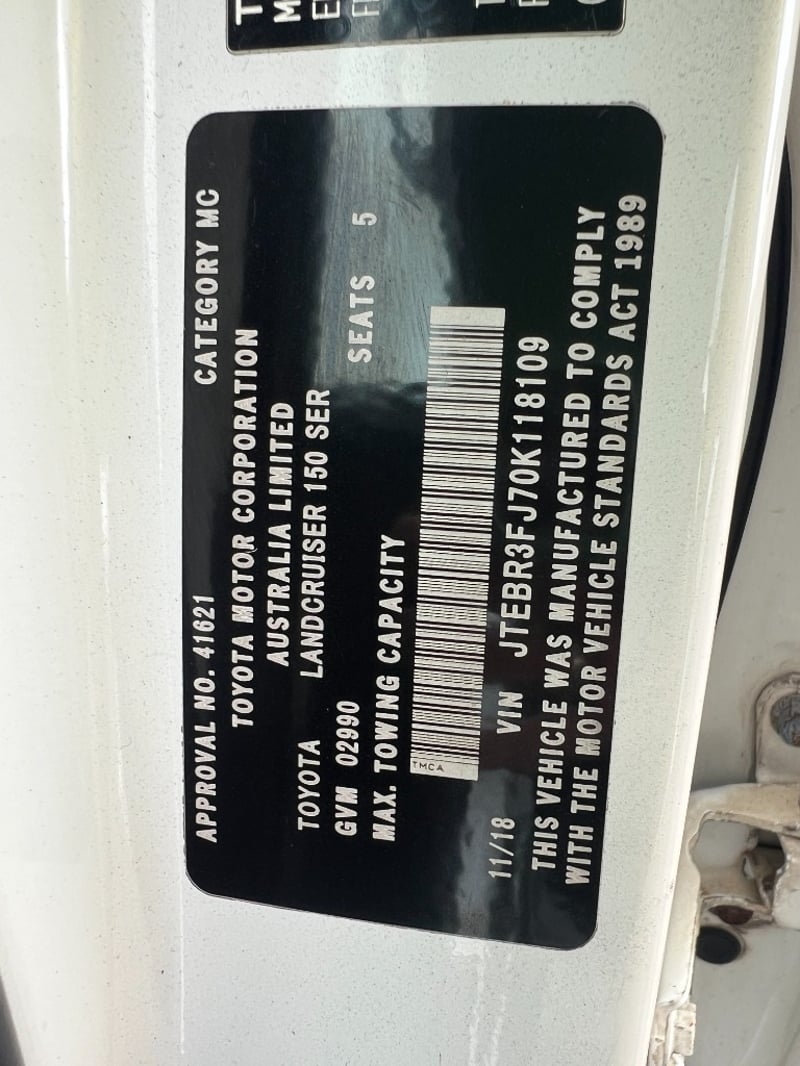 APPROVAL NO. 41621 CATEGORY MC
TOYOTA MOTOR CORPORATION
AUSTRALIA LIMITED
TOYOTA LANDCRUISER 150 SER
GVM 02990 SEATS 5
MAX. TOWING CAPACITY
TMCA
11/18 VIN JTEBR3FJ70K118109
THIS VEHICLE WAS MANUFACTURED TO COMPLY
WITH THE MOTOR VEHICLE STANDARDS ACT 1989